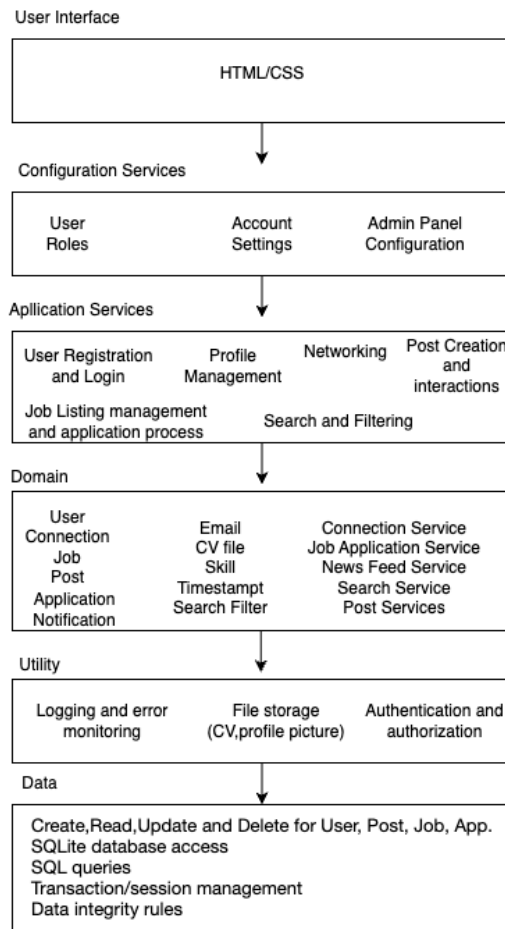 User Interface
HTML/CSS
Configuration Services
User
Roles
Account
Settings
Admin Panel
Configuration
Apllication Services
User Registration
and Login
Profile
Management
Networking
Post Creation
and
interactions
Job Listing management
and application process
Search and Filtering
Domain
User
Connection
Job
Post
Application
Notification
Email
CV file
Skill
Timestampt
Search Filter
Connection Service
Job Application Service
News Feed Service
Search Service
Post Services
Utility
Logging and error
monitoring
File storage
(CV,profile picture)
Authentication and
authorization
Data
Create,Read,Update and Delete for User, Post, Job, App.
SQLite database access
SQL queries
Transaction/session management
Data integrity rules